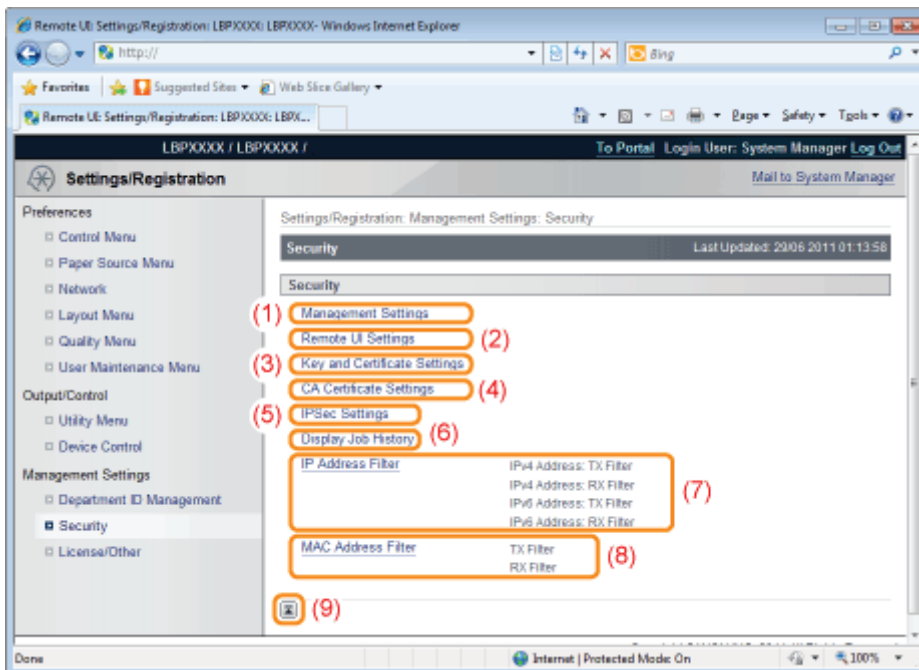 Remote UI: Settings/Registration: LBPXXXX: LBPXXXX- Windows Internet Explorer
http://
Bing
Favorites Suggested Sites Web Slice Gallery
Remote UI: Settings/Registration: LBPXXXX: LBPX...
Page Safety Tools
LBPXXXX / LBPXXXX /
To Portal Login User: System Manager Log Out
Settings/Registration
Mail to System Manager
Preferences
Control Menu
Paper Source Menu
Network
Layout Menu
Quality Menu
User Maintenance Menu
Output/Control
Utility Menu
Device Control
Management Settings
Department ID Management
Security
License/Other
Settings/Registration: Management Settings: Security
Security Last Updated: 29/06 2011 01:13:58
Security
(1) Management Settings
Remote UI Settings (2)
(3) Key and Certificate Settings
CA Certificate Settings (4)
(5) IPSec Settings
Display Job History (6)
IP Address Filter IPv4 Address: TX Filter
IPv4 Address: RX Filter
IPv6 Address: TX Filter
IPv6 Address: RX Filter
(7)
MAC Address Filter TX Filter
RX Filter
(8)
(9)
Done Internet | Protected Mode: On 100%